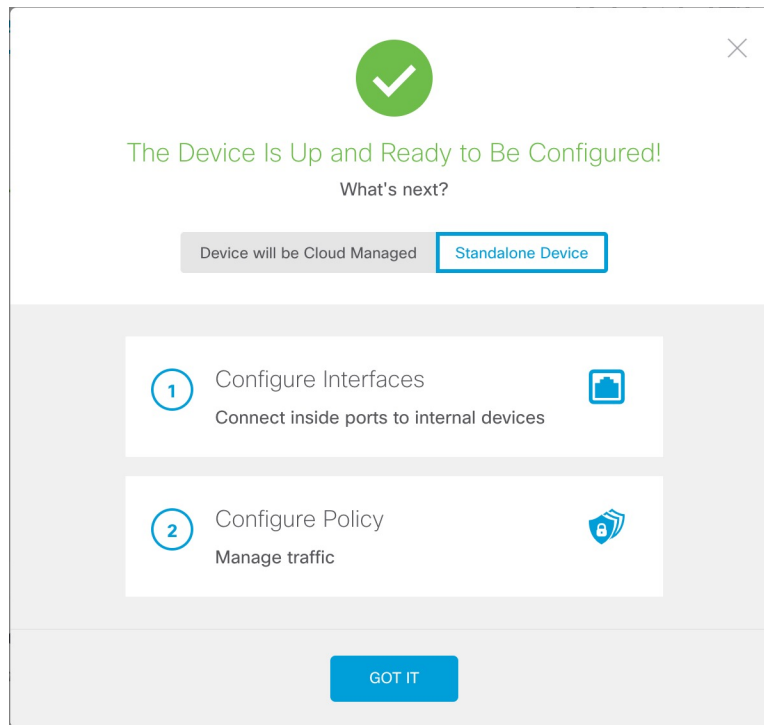 The Device Is Up and Ready to Be Configured!
What's next?
Device will be Cloud Managed
Standalone Device
1
Configure Interfaces
Connect inside ports to internal devices
2
Configure Policy
Manage traffic
GOT IT